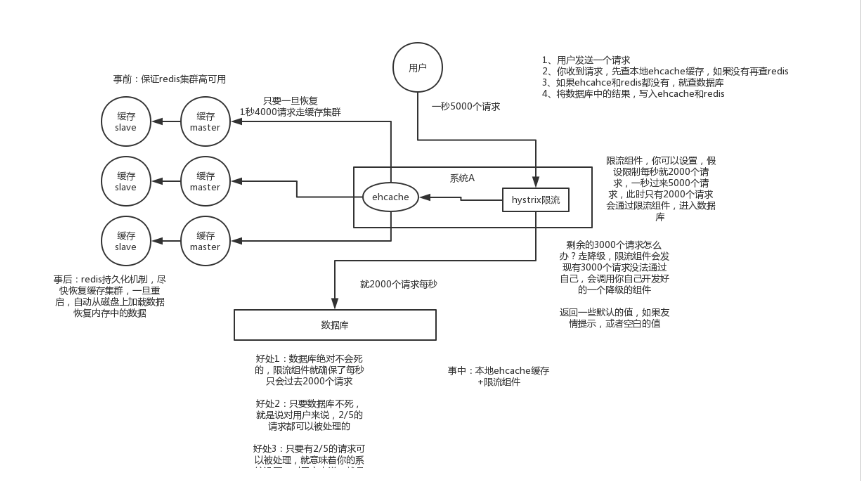 用户
1、用户发送一个请求
2、你收到请求，先查本地ehcache缓存，如果没有再查redis
3、如果ehcahce和redis都没有，就查数据库
4、将数据库中的结果，写入ehcache和redis
事前：保证redis集群高可用
只要一旦恢复
1秒4000请求走缓存集群
一秒5000个请求
缓存
slave
缓存
master
缓存
slave
缓存
master
缓存
slave
缓存
master
系统A
ehcache
hystrix限流
限流组件，你可以设置，假
设限制每秒就2000个请
求，一秒过来5000个请
求，此时只有2000个请求
会通过限流组件，进入数据
库
剩余的3000个请求怎么
办？走降级，限流组件会发
现有3000个请求没法通过
自己，会调用你自己开发好
的一个降级的组件
返回一些默认的值，如果友
情提示，或者空白的值
事后：redis持久化机制，尽
快恢复缓存集群，一旦重
启，自动从磁盘上加载数据
恢复内存中的数据
就2000个请求每秒
数据库
好处1：数据库绝对不会死
的，限流组件就确保了每秒
只会过去2000个请求
事中：本地ehcache缓存
+限流组件
好处2：只要数据库不死，
就是说对用户来说，2/5的
请求都可以被处理的
好处3：只要有2/5的请求可
以被处理，就意味着你的系